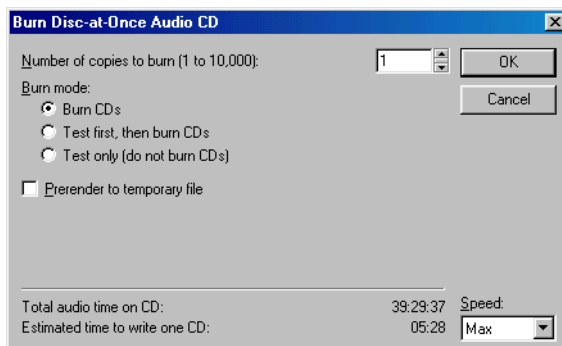 Burn Disc-at-Once Audio CD
Number of copies to burn (1 to 10,000): 1
OK
Burn mode:
Cancel
Burn CDs
Test first, then burn CDs
Test only (do not burn CDs)
Prerender to temporary file
Total audio time on CD: 39:29:37
Speed:
Estimated time to write one CD: 05:28
Max